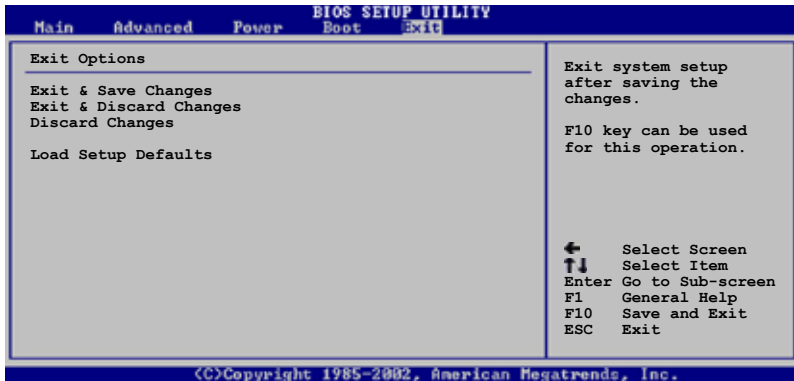 BIOS SETUP UTILITY
Main Advanced Power Boot Exit
Exit Options
Exit & Save Changes
Exit & Discard Changes
Discard Changes
Load Setup Defaults
Exit system setup
after saving the
changes.
F10 key can be used
for this operation.
← Select Screen
↑↓ Select Item
Enter Go to Sub-screen
F1 General Help
F10 Save and Exit
ESC Exit
(C)Copyright 1985-2002, American Megatrends, Inc.